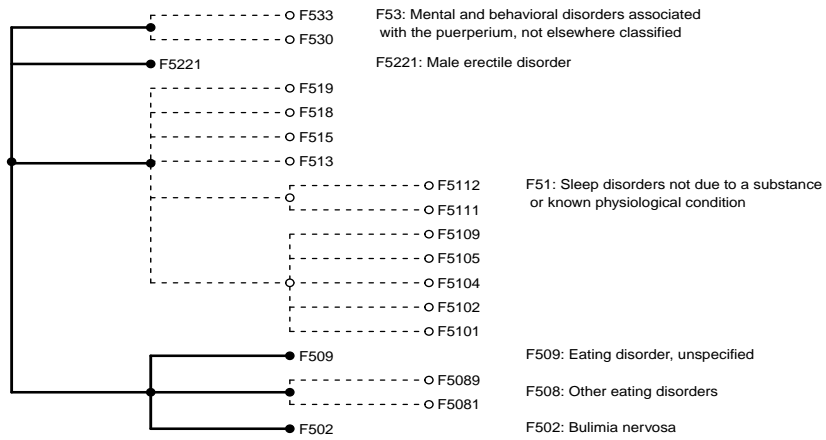 F533
F53: Mental and behavioral disorders associated
with the puerperium, not elsewhere classified
F530
F5221
F5221: Male erectile disorder
F519
F518
F515
F513
F5112
F51: Sleep disorders not due to a substance
or known physiological condition
F5111
F5109
F5105
F5104
F5102
F5101
F509
F509: Eating disorder, unspecified
F5089
F508: Other eating disorders
F5081
F502
F502: Bulimia nervosa